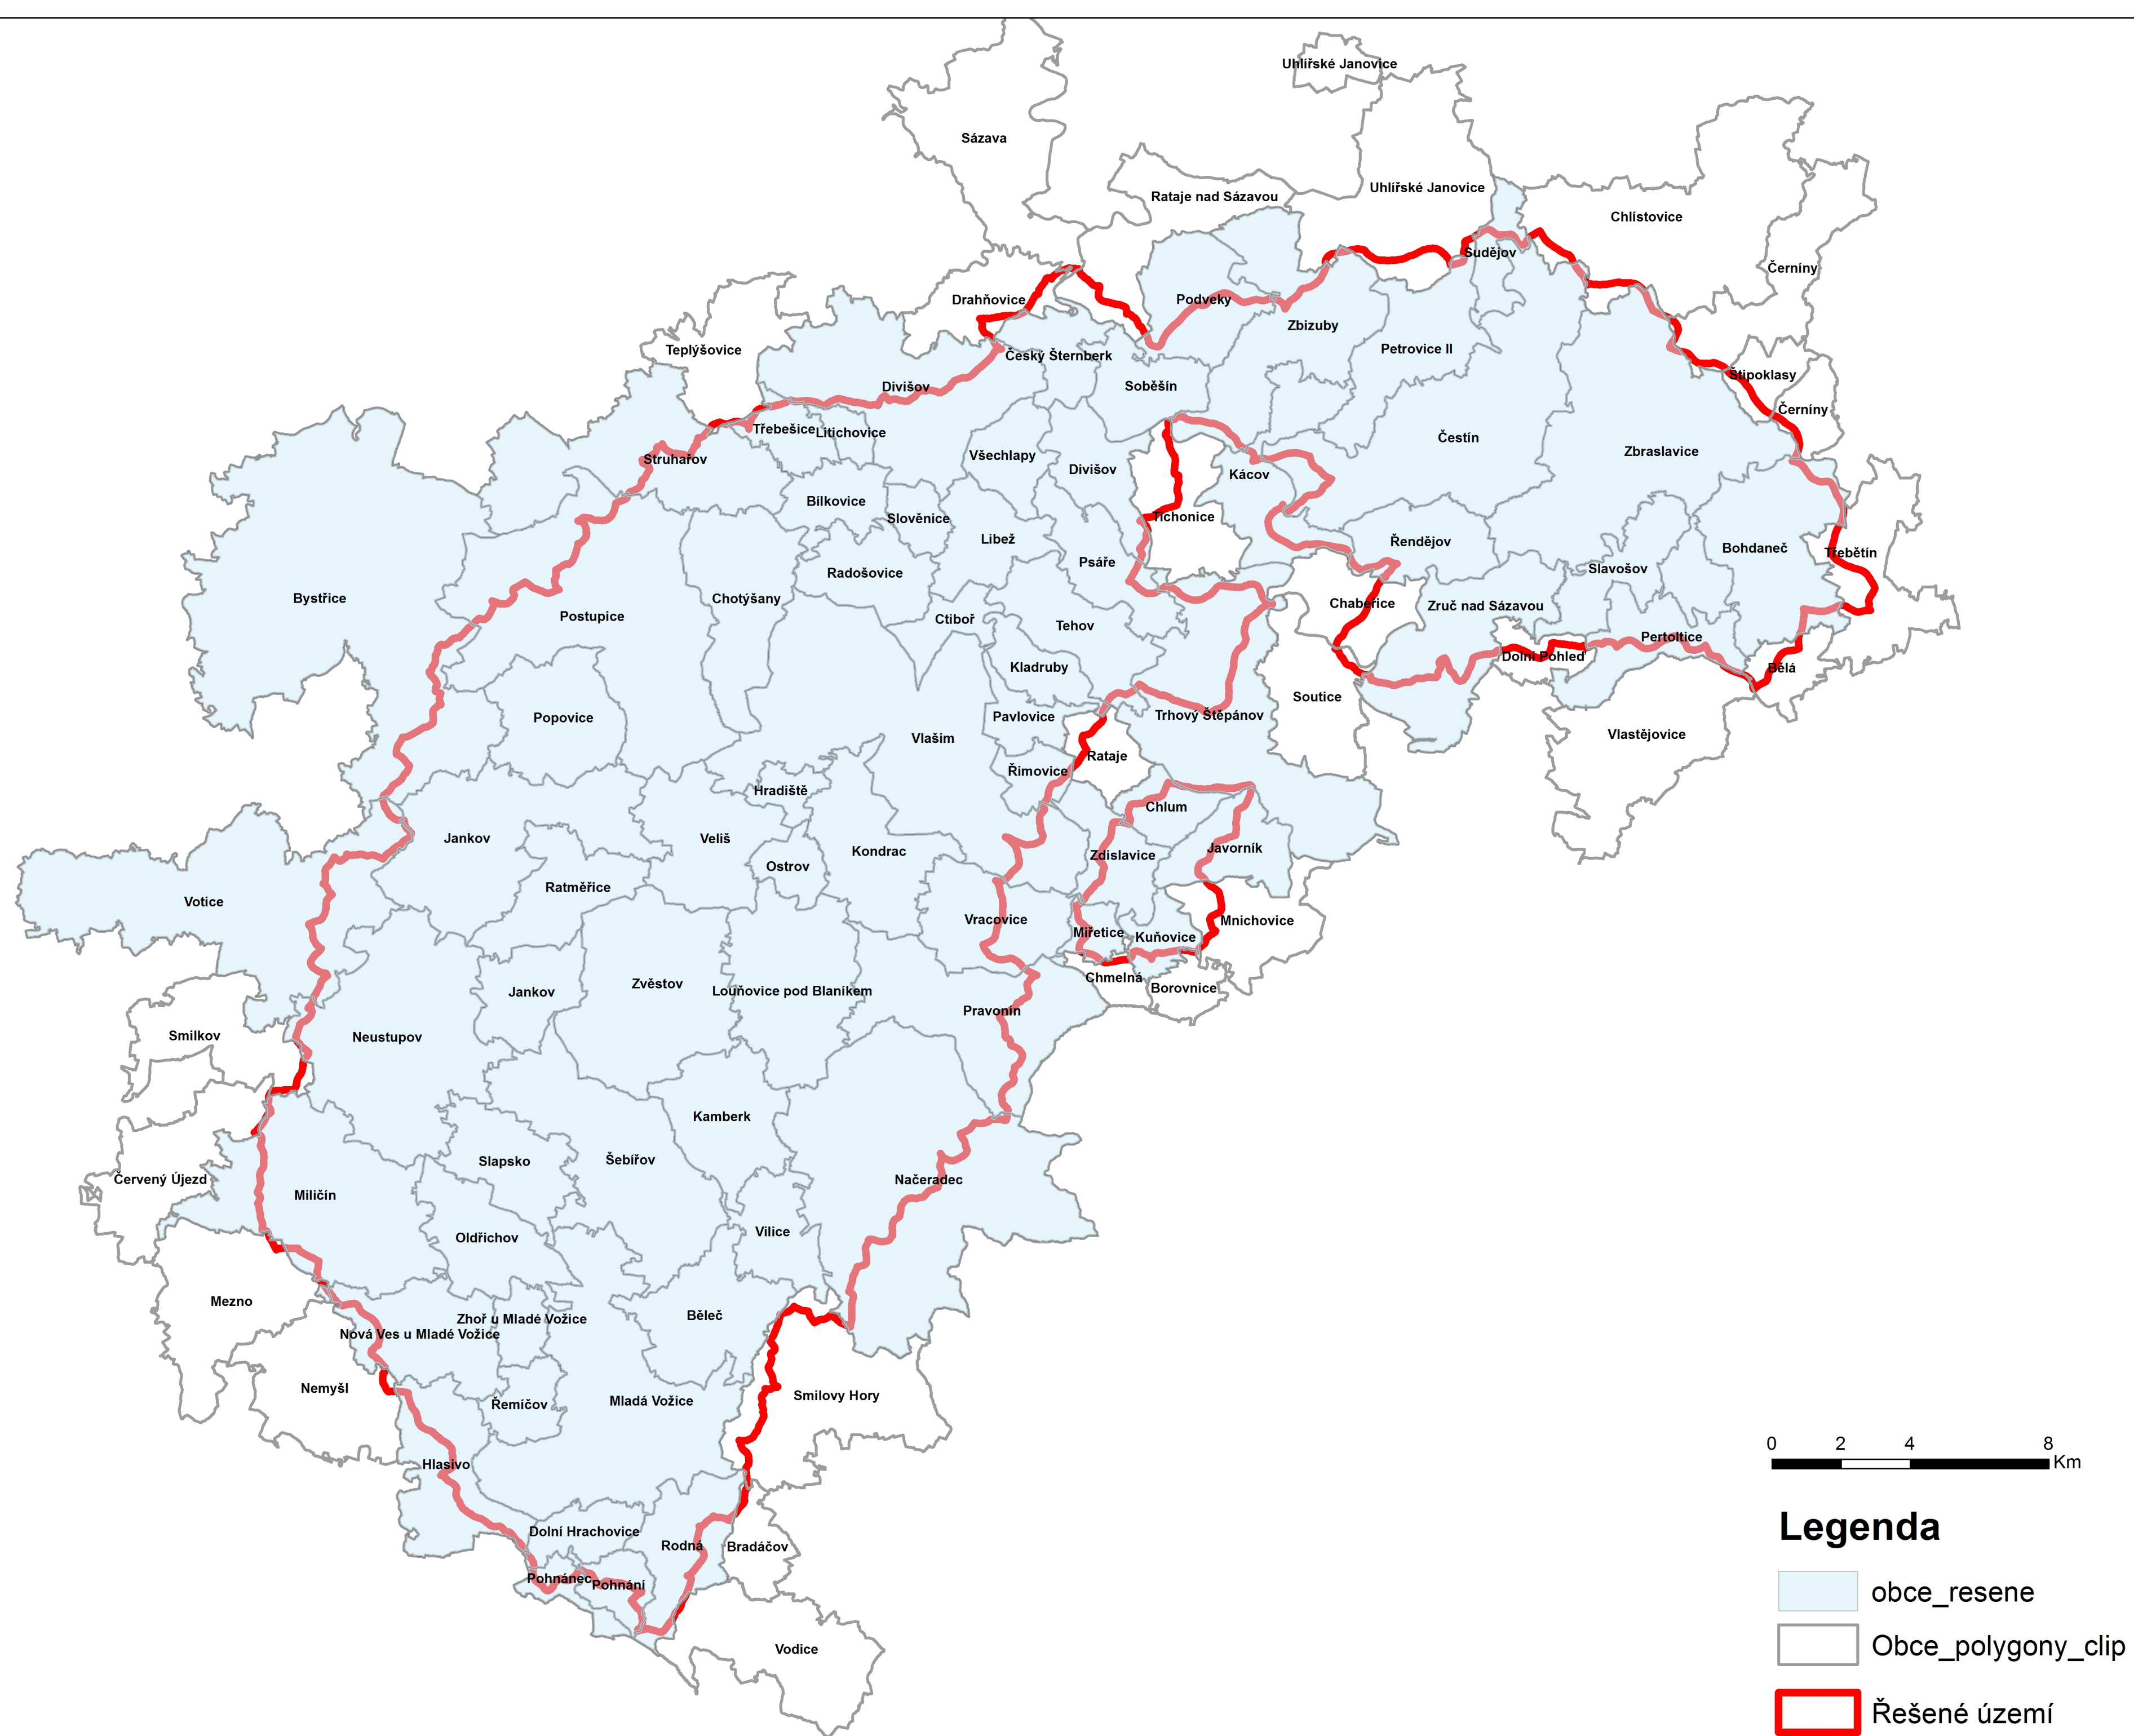 Uhlířské Janovice
Sázava
Uhlířské Janovice
Rataje nad Sázavou
Chlístovice
Sudějov
Černíny
Drahňovice
Podveky
Zbizuby
Teplýšovice
Český Šternberk
Petrovice II
Štipoklasy
Divišov
Soběšín
Černíny
Třebešice
Litichovice
Čestín
Zbraslavice
Struhařov
Všechlapy
Divišov
Kácov
Bílkovice
Slověnice
Tichonice
Libež
Řendějov
Bohdaneč
Třebětín
Psáře
Radošovice
Slavošov
Bystřice
Chotýšany
Chabeřice
Zruč nad Sázavou
Postupice
Ctiboř
Tehov
Pertoltice
Dolní Pohleď
Kladruby
Bělá
Soutice
Popovice
Pavlovice
Trhový Štěpánov
Vlašim
Vlastějovice
Rataje
Římovice
Hradiště
Chlum
Jankov
Veliš
Kondrac
Zdislavice
Javorník
Ostrov
Ratměřice
Votice
Vracovice
Mnichovice
Miřetice
Kuňovice
Chmelná
Borovnice
Zvěstov
Jankov
Louňovice pod Blaníkem
Pravonín
Smilkov
Neustupov
Kamberk
Slapsko
Šebířov
Načeradec
Červený Újezd
Miličín
Vilice
Oldřichov
Mezno
Běleč
Zhoř u Mladé Vožice
Nová Ves u Mladé Vožice
Nemyšl
Smilovy Hory
Řemíčov
Mladá Vožice
Hlasivo
Dolní Hrachovice
Rodná
Bradáčov
Pohnánec
Pohnání
Vodice
0 2 4 8
Km
Legenda
obce_resene
Obce_polygony_clip
Řešené území